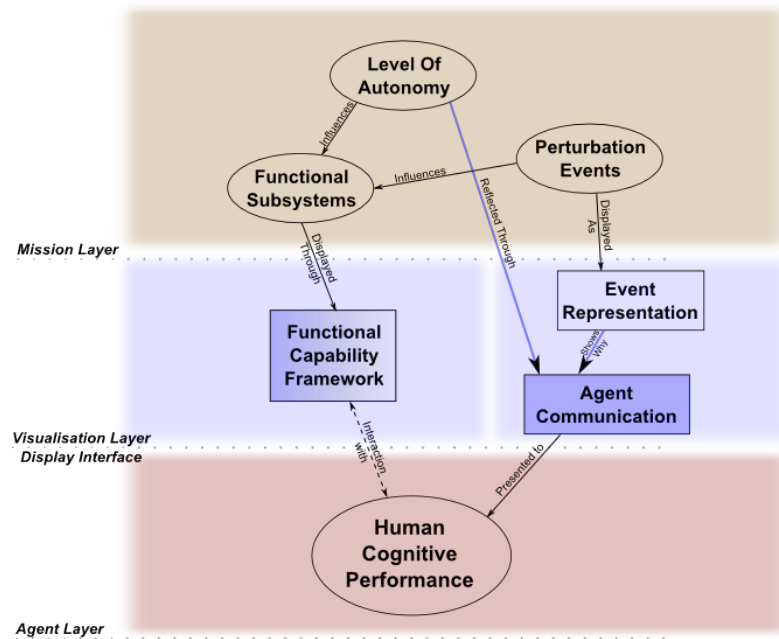 Level Of
Autonomy
Influences
Perturbation
Events
Functional
Subsystems
Influences
Reflected Through
Displayed
As
Displayed
Through
Mission Layer
Event
Representation
Functional
Capability
Framework
Shows
Why
Agent
Communication
Visualisation Layer
Display Interface
Interaction
with
Presented to
Human
Cognitive
Performance
Agent Layer